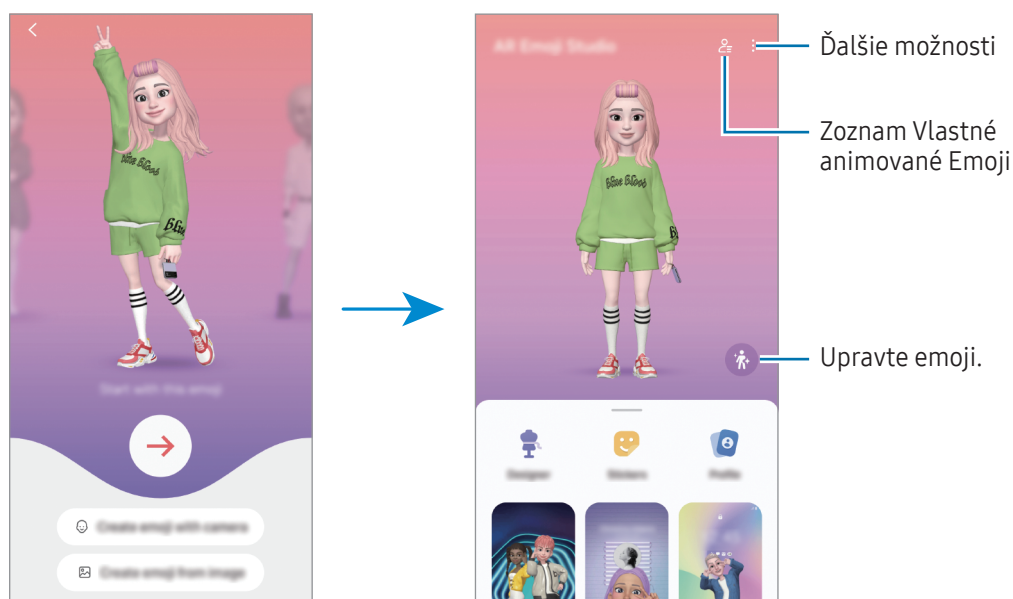 Ďalšie možnosti
Zoznam Vlastné
animované Emoji
Upravte emoji.
AR Emoji Studio
Start with this emoji
Designer
Stickers
Profile
Create emoji with camera
Create emoji from image